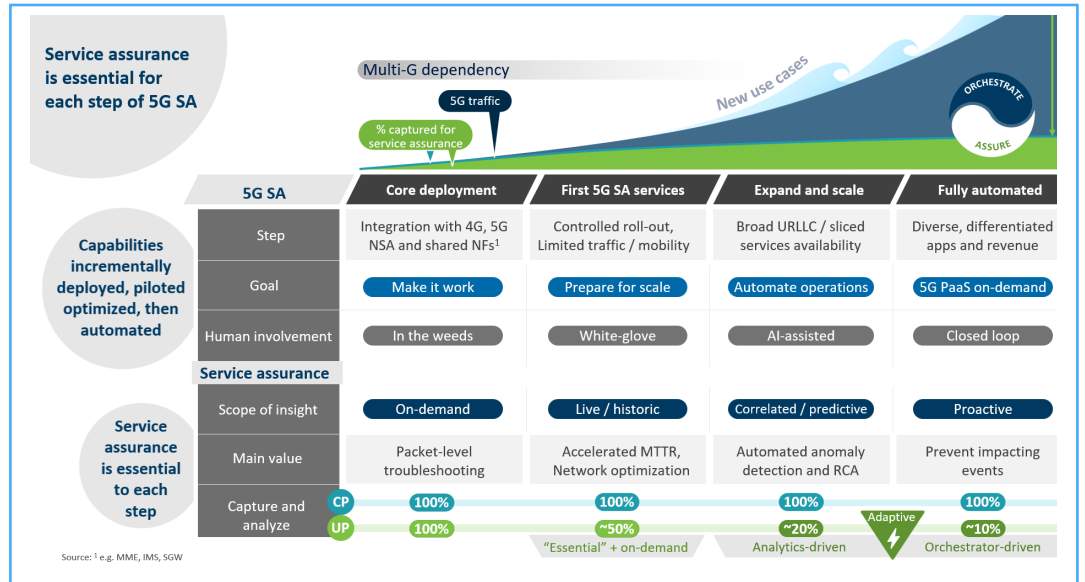 Service assurance
is essential for
each step of 5G SA
Multi-G dependency
5G traffic
% captured for
service assurance
New use cases
ORCHESTRATE
ASSURE
5G SA
Core deployment
First 5G SA services
Expand and scale
Fully automated
Capabilities
incrementally
deployed, piloted
optimized, then
automated
Step
Integration with 4G, 5G
NSA and shared NFs¹
Controlled roll-out,
Limited traffic / mobility
Broad URLLC / sliced
services availability
Diverse, differentiated
apps and revenue
Goal
Make it work
Prepare for scale
Automate operations
5G PaaS on-demand
Human involvement
In the weeds
White-glove
AI-assisted
Closed loop
Service assurance
Service
assurance
is essential
to each
step
Scope of insight
On-demand
Live / historic
Correlated / predictive
Proactive
Main value
Packet-level
troubleshooting
Accelerated MTTR,
Network optimization
Automated anomaly
detection and RCA
Prevent impacting
events
Capture and
analyze
CP
100%
100%
100%
100%
UP
100%
~50%
~20%
Adaptive
~10%
"Essential" + on-demand
Analytics-driven
Orchestrator-driven
Source: ¹ e.g. MME, IMS, SGW